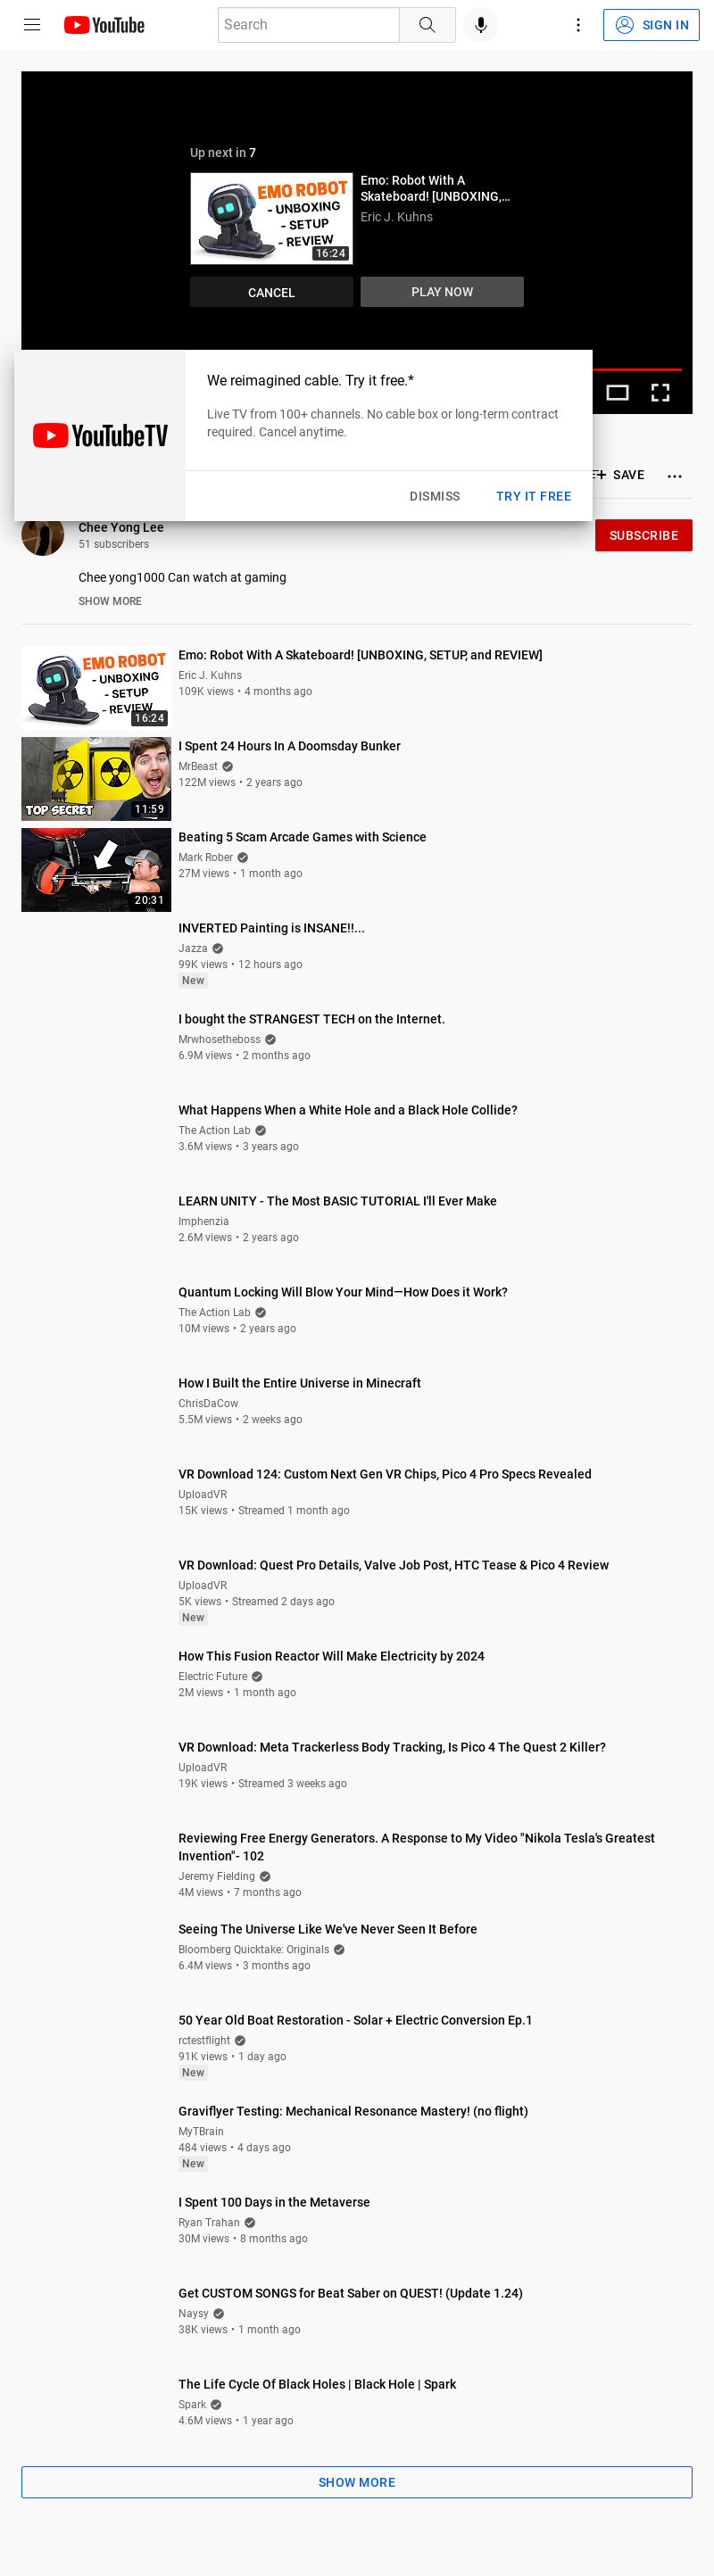 YouTube
Search
SIGN IN
Up next in 7
EMO ROBOT
- UNBOXING
- SETUP
- REVIEW
16:24
Emo: Robot With A
Skateboard! [UNBOXING,…
Eric J. Kuhns
CANCEL
PLAY NOW
YouTubeTV
We reimagined cable. Try it free.*
Live TV from 100+ channels. No cable box or long-term contract
required. Cancel anytime.
DISMISS
TRY IT FREE
SAVE
Chee Yong Lee
51 subscribers
SUBSCRIBE
Chee yong1000 Can watch at gaming
SHOW MORE
EMO ROBOT
- UNBOXING
- SETUP
- REVIEW
16:24
Emo: Robot With A Skateboard! [UNBOXING, SETUP, and REVIEW]
Eric J. Kuhns
109K views • 4 months ago
TOP SECRET
11:59
I Spent 24 Hours In A Doomsday Bunker
MrBeast
122M views • 2 years ago
20:31
Beating 5 Scam Arcade Games with Science
Mark Rober
27M views • 1 month ago
INVERTED Painting is INSANE!!...
Jazza
99K views • 12 hours ago
New
I bought the STRANGEST TECH on the Internet.
Mrwhosetheboss
6.9M views • 2 months ago
What Happens When a White Hole and a Black Hole Collide?
The Action Lab
3.6M views • 3 years ago
LEARN UNITY - The Most BASIC TUTORIAL I'll Ever Make
Imphenzia
2.6M views • 2 years ago
Quantum Locking Will Blow Your Mind—How Does it Work?
The Action Lab
10M views • 2 years ago
How I Built the Entire Universe in Minecraft
ChrisDaCow
5.5M views • 2 weeks ago
VR Download 124: Custom Next Gen VR Chips, Pico 4 Pro Specs Revealed
UploadVR
15K views • Streamed 1 month ago
VR Download: Quest Pro Details, Valve Job Post, HTC Tease & Pico 4 Review
UploadVR
5K views • Streamed 2 days ago
New
How This Fusion Reactor Will Make Electricity by 2024
Electric Future
2M views • 1 month ago
VR Download: Meta Trackerless Body Tracking, Is Pico 4 The Quest 2 Killer?
UploadVR
19K views • Streamed 3 weeks ago
Reviewing Free Energy Generators. A Response to My Video "Nikola Tesla's Greatest
Invention"- 102
Jeremy Fielding
4M views • 7 months ago
Seeing The Universe Like We've Never Seen It Before
Bloomberg Quicktake: Originals
6.4M views • 3 months ago
50 Year Old Boat Restoration - Solar + Electric Conversion Ep.1
rctestflight
91K views • 1 day ago
New
Graviflyer Testing: Mechanical Resonance Mastery! (no flight)
MyTBrain
484 views • 4 days ago
New
I Spent 100 Days in the Metaverse
Ryan Trahan
30M views • 8 months ago
Get CUSTOM SONGS for Beat Saber on QUEST! (Update 1.24)
Naysy
38K views • 1 month ago
The Life Cycle Of Black Holes | Black Hole | Spark
Spark
4.6M views • 1 year ago
SHOW MORE